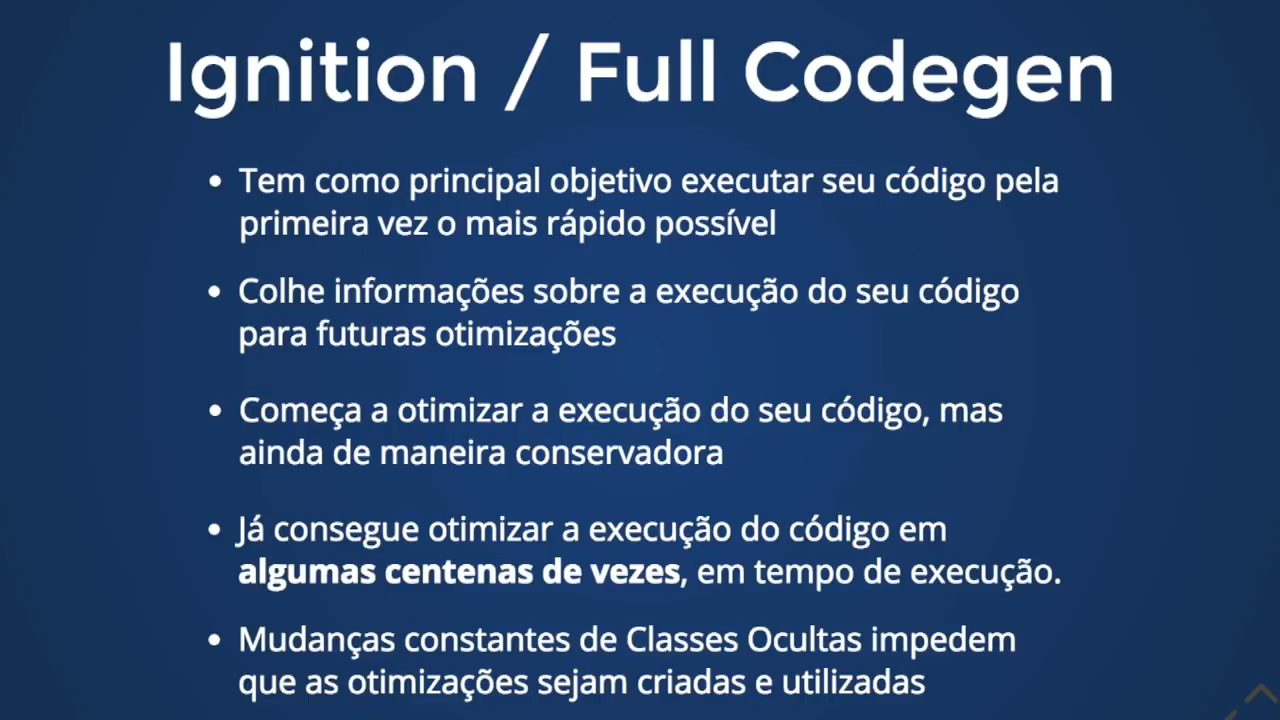 Ignition / Full Codegen
• Tem como principal objetivo executar seu código pela
primeira vez o mais rápido possível
• Colhe informações sobre a execução do seu código
para futuras otimizações
• Começa a otimizar a execução do seu código, mas
ainda de maneira conservadora
• Já consegue otimizar a execução do código em
algumas centenas de vezes, em tempo de execução.
• Mudanças constantes de Classes Ocultas impedem
que as otimizações sejam criadas e utilizadas